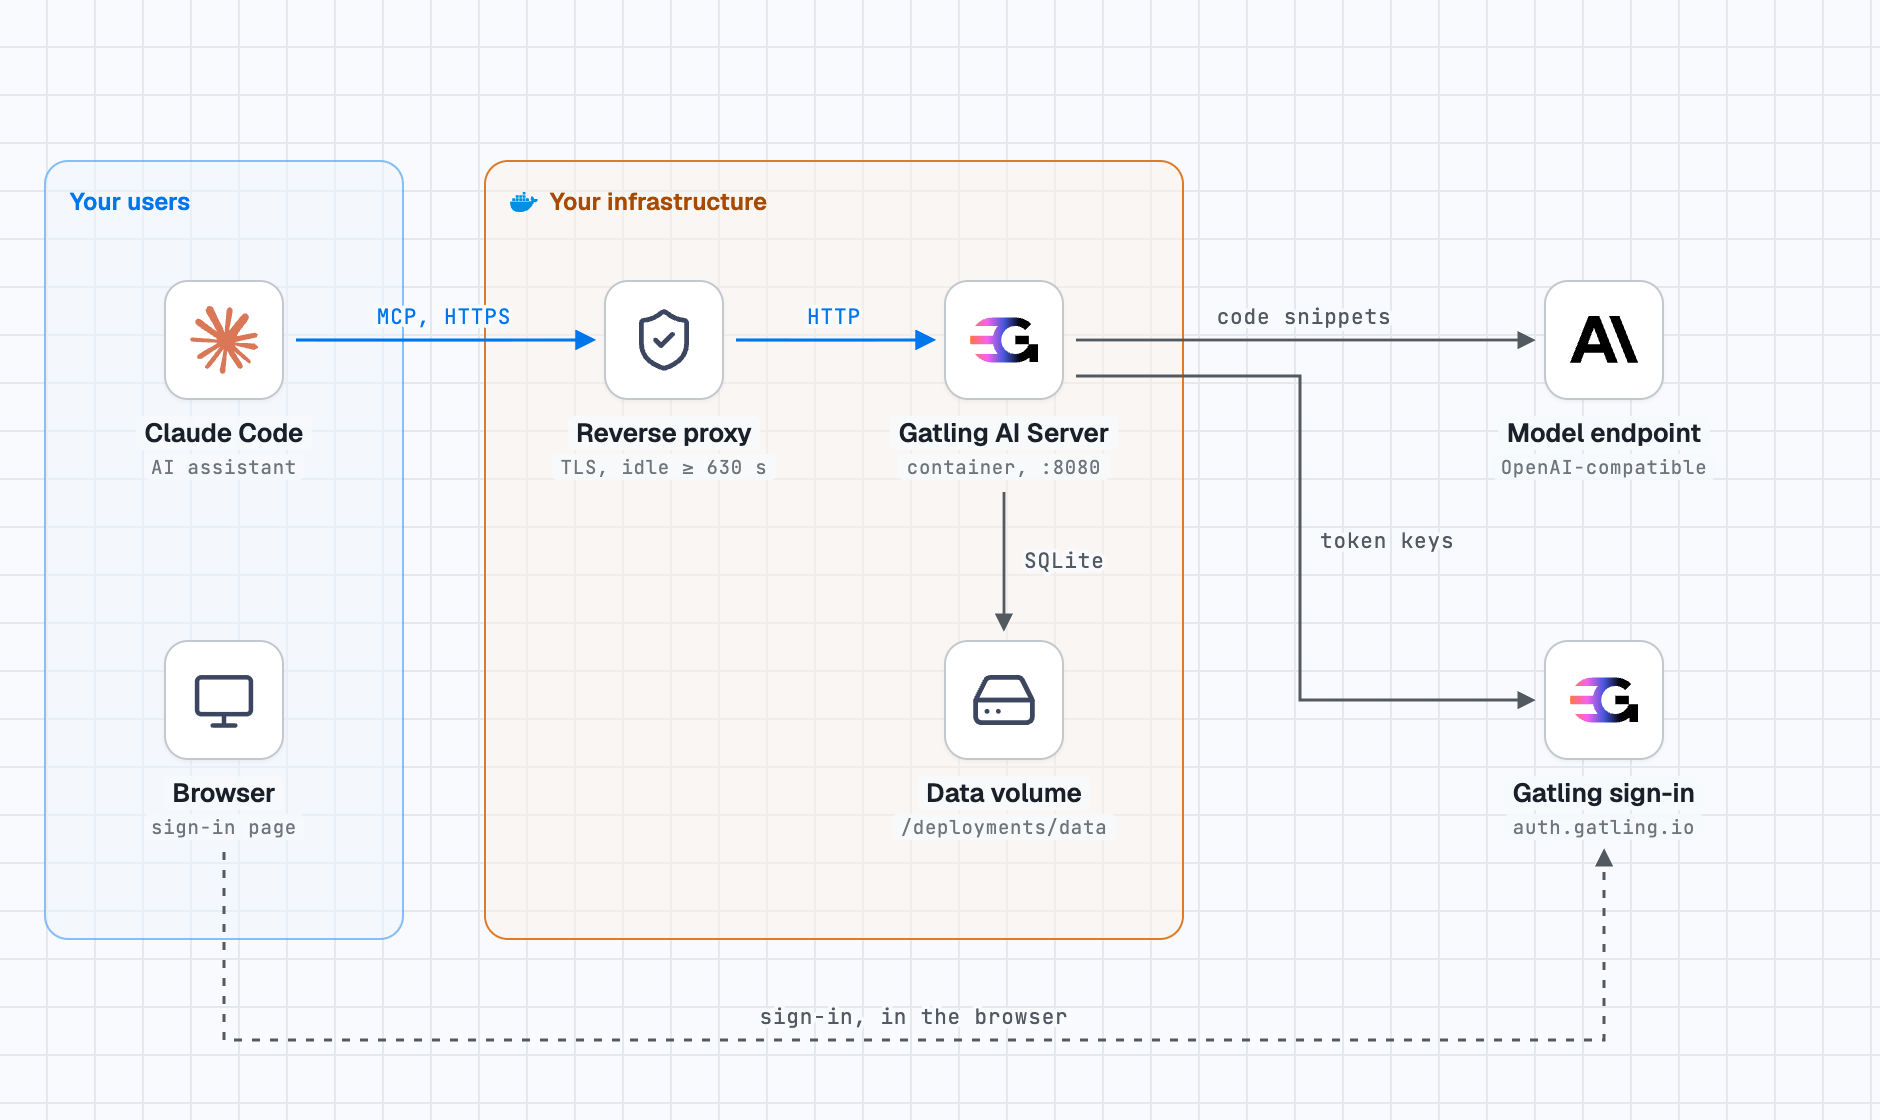 Your users
Your infrastructure
MCP, HTTPS
HTTP
code snippets
Claude Code
AI assistant
Reverse proxy
TLS, idle ≥ 630 s
Gatling AI Server
container, :8080
Model endpoint
OpenAI-compatible
token keys
SQLite
Browser
sign-in page
Data volume
/deployments/data
Gatling sign-in
auth.gatling.io
sign-in, in the browser